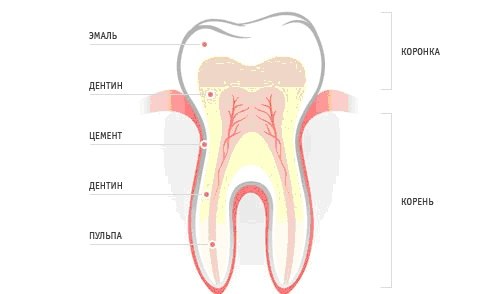 ЭМАЛЬ
ДЕНТИН
ЦЕМЕНТ
ДЕНТИН
ПУЛЬПА
КОРОНКА
КОРЕНЬ